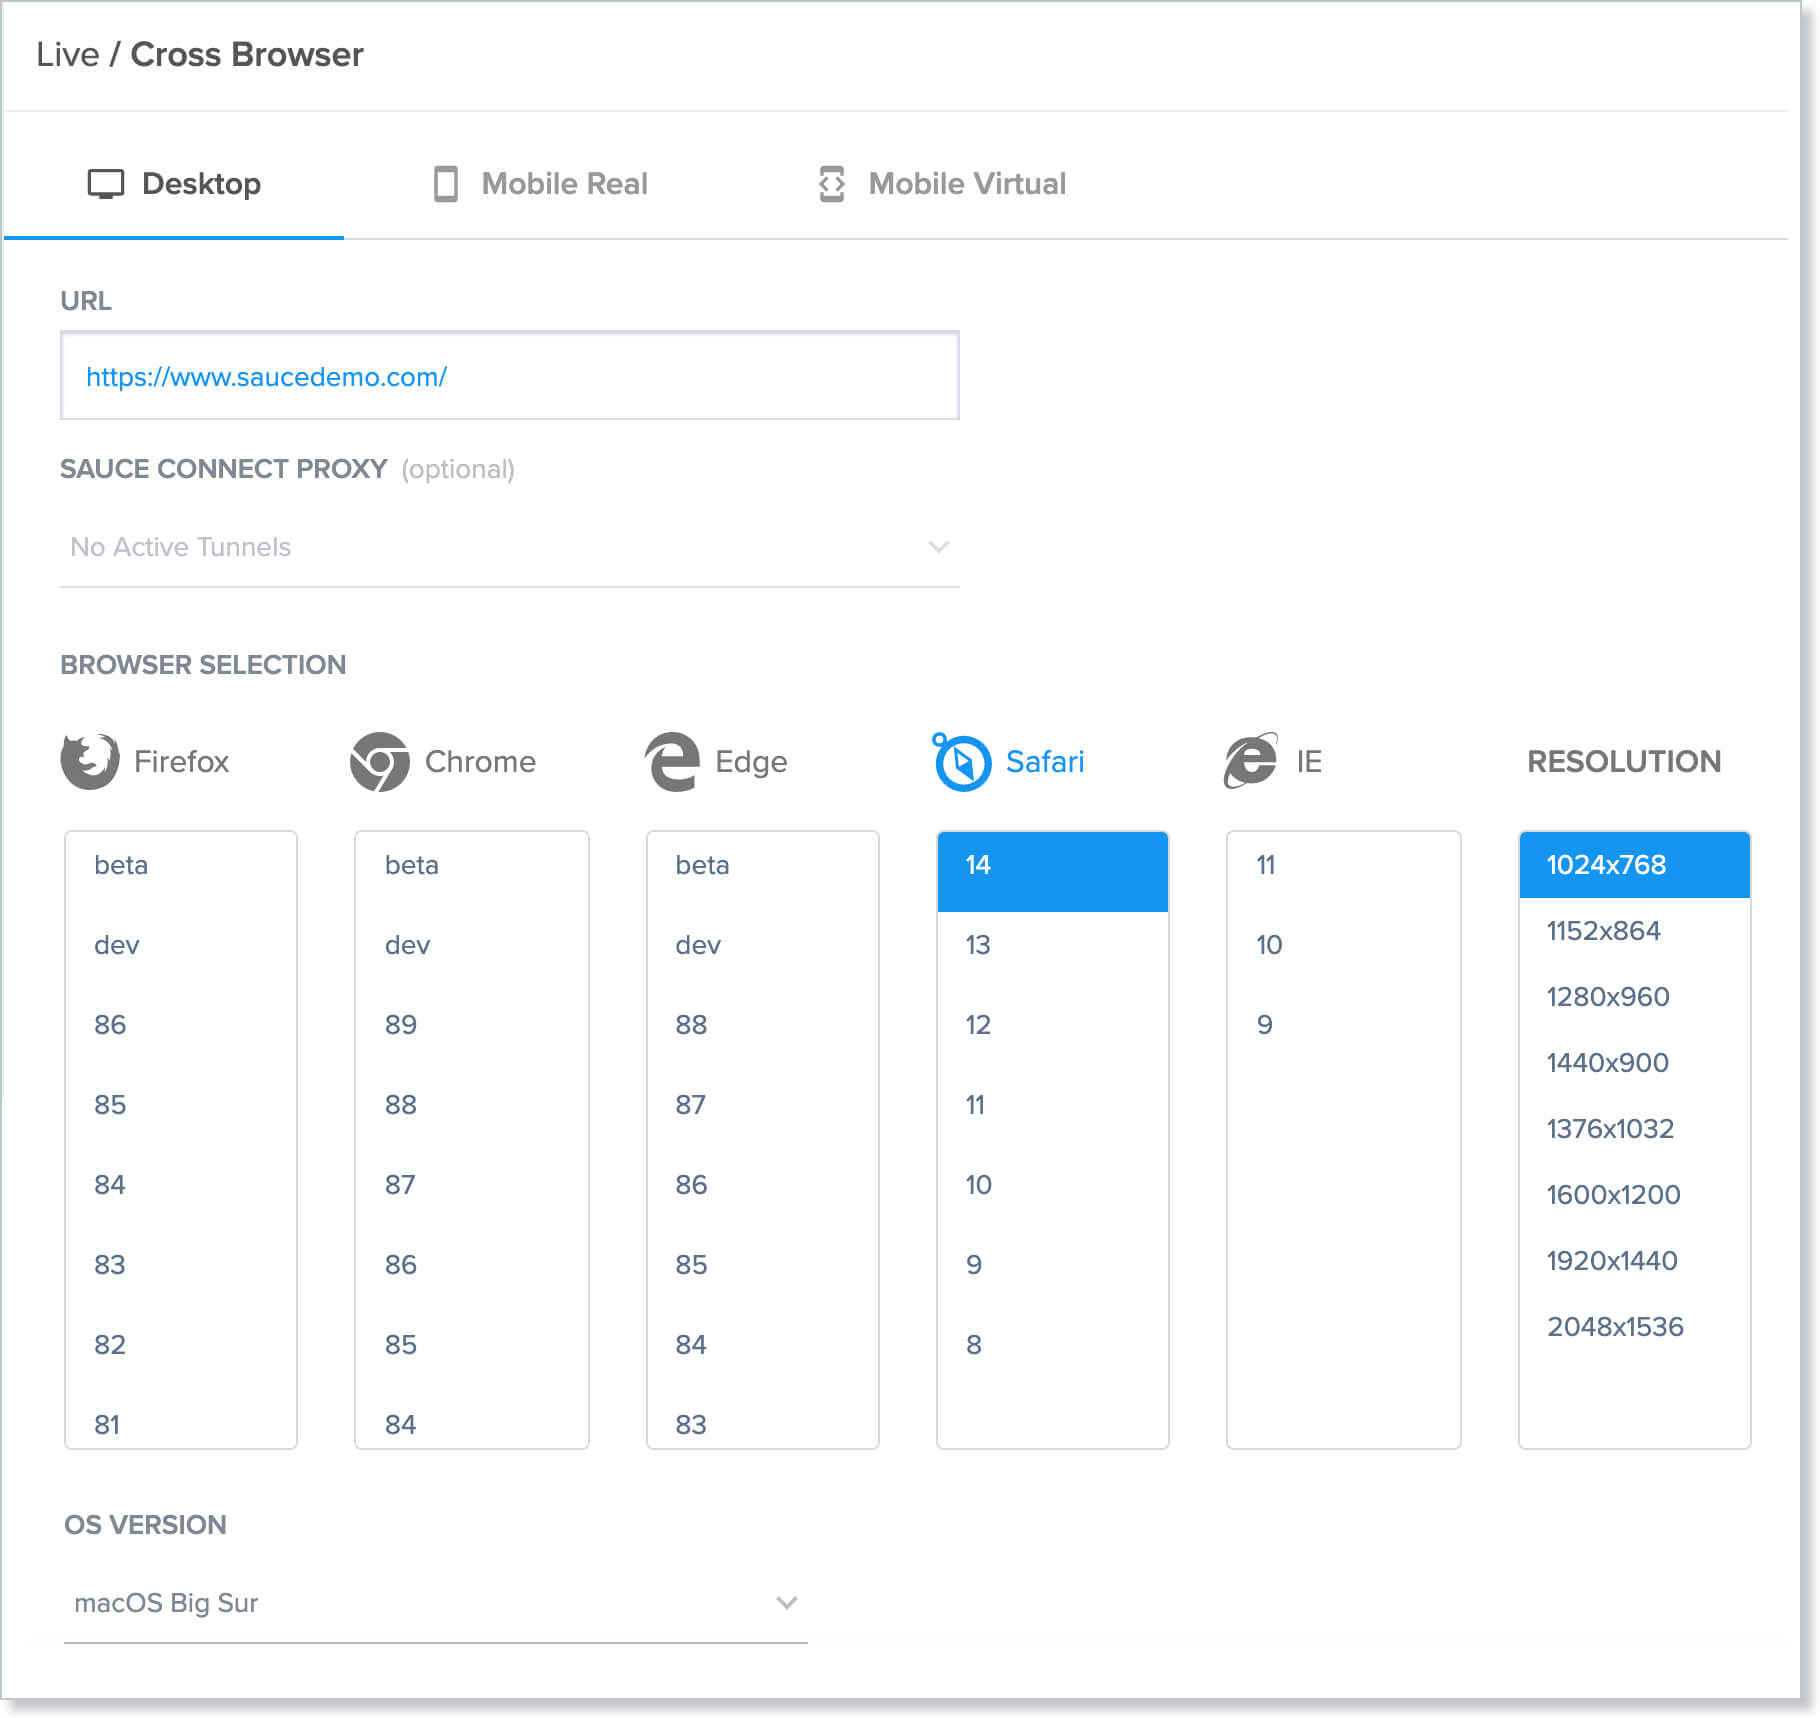 Live / Cross Browser
Desktop
Mobile Real
Mobile Virtual
URL
https://www.saucedemo.com/
SAUCE CONNECT PROXY (optional)
No Active Tunnels
BROWSER SELECTION
Firefox
beta
dev
86
85
84
83
82
81
Chrome
beta
dev
89
88
87
86
85
84
Edge
beta
dev
88
87
86
85
84
83
Safari
14
13
12
11
10
9
8
IE
11
10
9
RESOLUTION
1024x768
1152x864
1280x960
1440x900
1376x1032
1600x1200
1920x1440
2048x1536
OS VERSION
macOS Big Sur